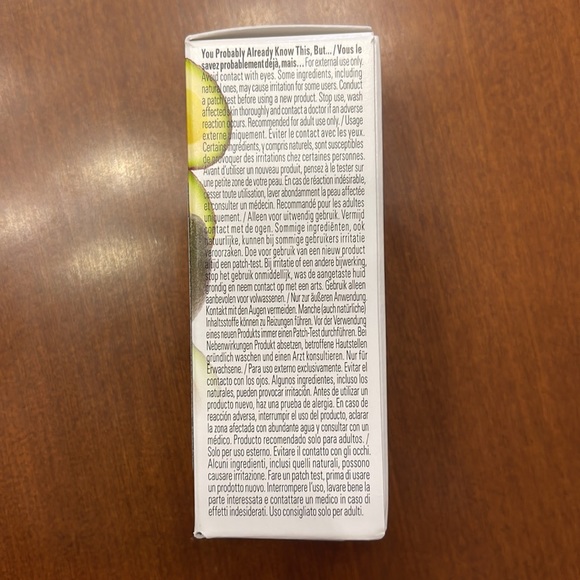 You Probably Already Know This, But... / Vous le
savez probablement déjà, mais... For external use only.
Avoid contact with eyes. Some ingredients, including
natural ones, may cause irritation for some users. Conduct
a patch test before using a new product. Stop use, wash
affected skin thoroughly and contact a doctor if an adverse
reaction occurs. Recommended for adult use only. / Usage
externe uniquement. Eviter le contact avec les yeux.
Certains ingrédients, y compris naturels, sont susceptibles
de provoquer des irritations chez certaines personnes.
Avant d'utiliser un nouveau produit, pensez à le tester sur
une petite zone de votre peau. En cas de réaction indésirable,
cesser toute utilisation, laver abondamment la peau affectée
et consulter un médecin. Recommandé pour les adultes
uniquement. / Alleen voor uitwendig gebruik. Vermijd
contact met de ogen. Sommige ingrediënten, ook
natuurlijke, kunnen bij sommige gebruikers irritatie
veroorzaken. Doe voor gebruik van een nieuw product
altijd een patch-test. Bij irritatie of een andere bijwerking,
stop het gebruik onmiddellijk, was de aangetaste huid
grondig en neem contact op met een arts. Gebruik alleen
aanbevolen voor volwassenen. / Nur zur äußeren Anwendung.
Kontakt mit den Augen vermeiden. Manche (auch natürliche)
Inhaltsstoffe können zu Reizungen führen. Vor der Verwendung
eines neuen Produkts immer einen Patch-Test durchführen. Bei
Nebenwirkungen Produkt absetzen, betroffene Hautstellen
gründlich waschen und einen Arzt konsultieren. Nur für
Erwachsene. / Para uso externo exclusivamente. Evitar el
contacto con los ojos. Algunos ingredientes, incluso los
naturales, pueden provocar irritación. Antes de utilizar un
producto nuevo, haz una prueba de alergia. En caso de
reacción adversa, interrumpir el uso del producto, aclarar
la zona afectada con abundante agua y consultar con un
médico. Producto recomendado solo para adultos. /
Solo per uso esterno. Evitare il contatto con gli occhi.
Alcuni ingredienti, inclusi quelli naturali, possono
causare irritazione. Fare un patch test, prima di usare
un prodotto nuovo. Interrompere l'uso, lavare bene la
parte interessata e contattare un medico in caso di
effetti indesiderati. Uso consigliato solo per adulti.